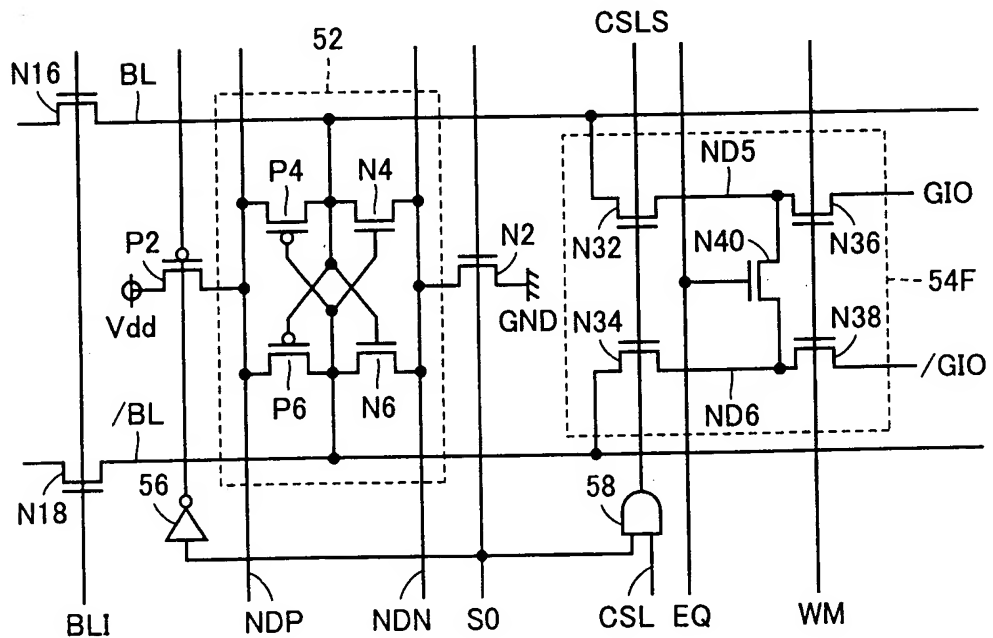 CSLS
52
N16
BL
ND5
P4
N4
GIO
P2
N2
N32
N40
N36
54F
Vdd
GND
N34
N38
/GIO
P6
N6
ND6
/BL
56
58
N18
BLI
NDP
NDN
S0
CSL
EQ
WM